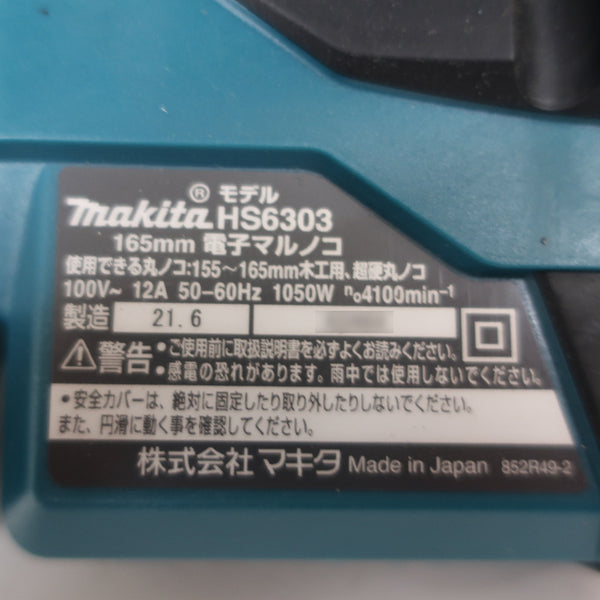 ® モデル
makita HS6303
165mm 電子マルノコ
使用できる丸ノコ:155～165mm木工用、超硬丸ノコ
100V~ 12A 50–60Hz 1050W n₀4100min⁻¹
製造 21.6
警告 •ご使用前に取扱説明書を必ずよくお読みください。
•感電の恐れがあります。雨中では使用しないでください。
•安全カバーは、絶対に固定したり取り外したりしないでください。
また、円滑に動く事を確認してください。
株式会社 マキタ Made in Japan 852R49-2